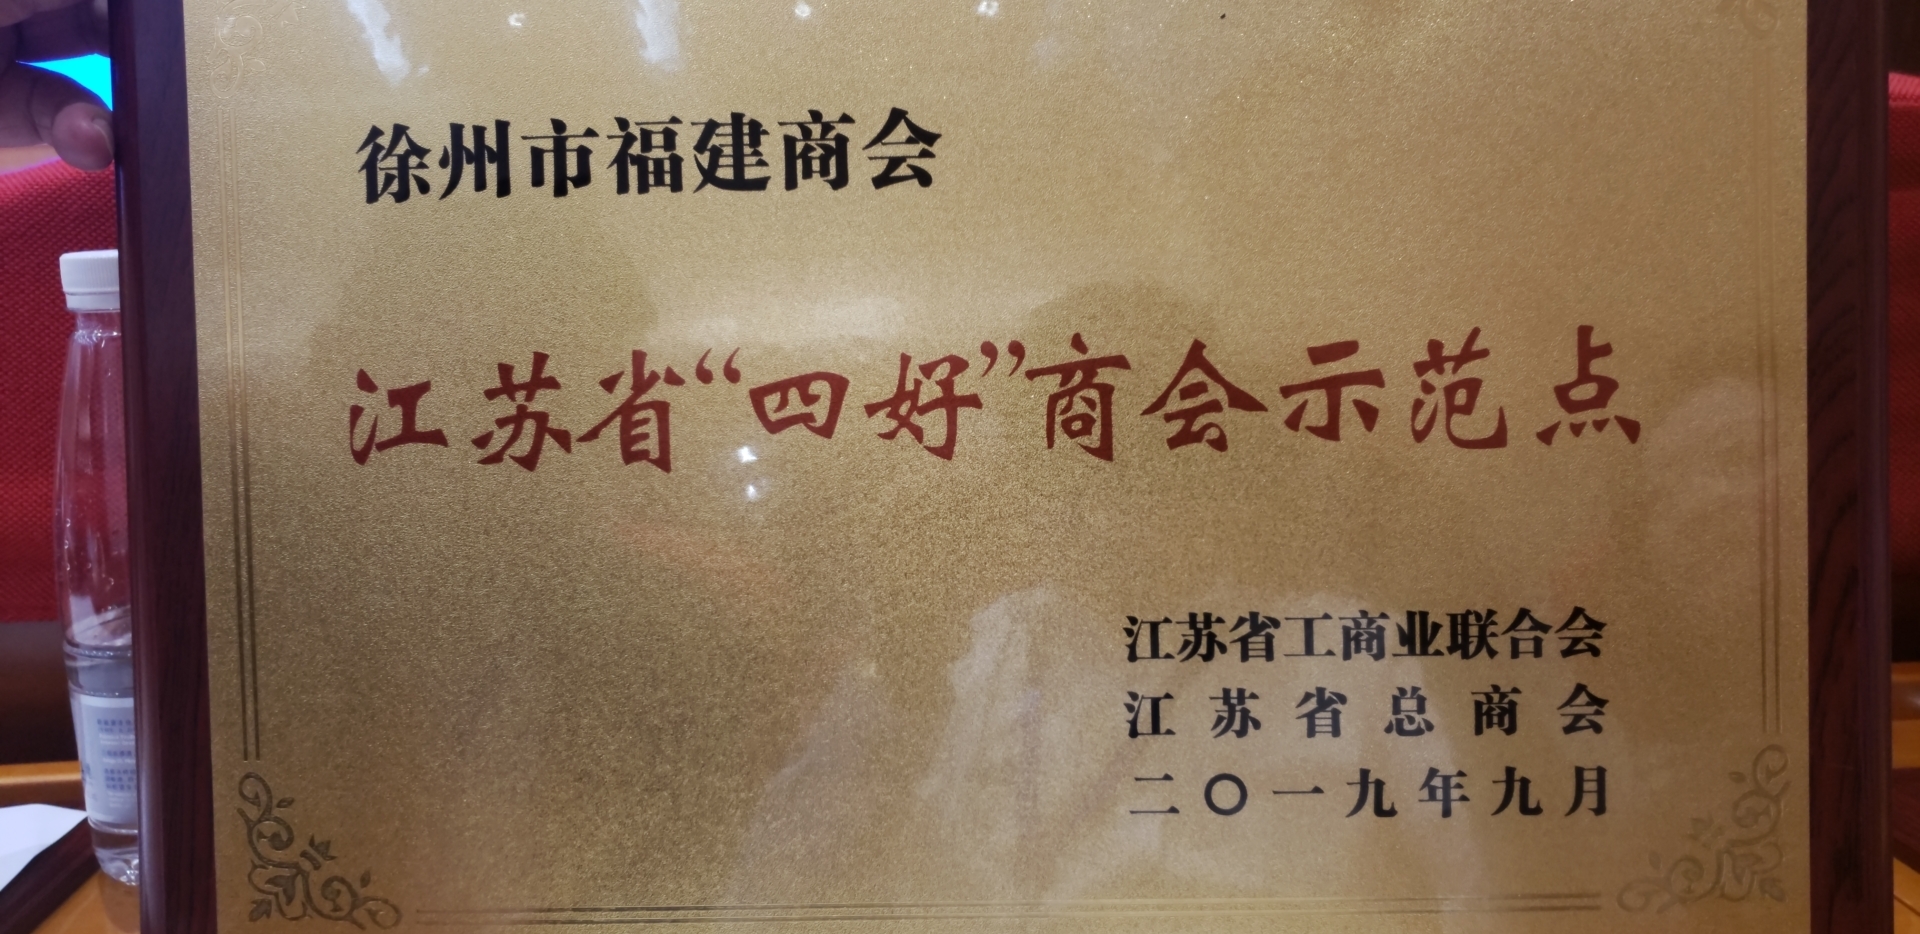 徐州市福建商会
江苏省“四好”商会示范点
江苏省工商业联合会
江苏省总商会
二〇一九年九月